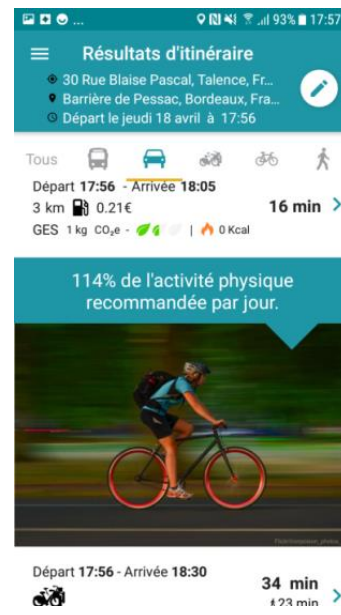 93% 17:57
Résultats d'itinéraire
30 Rue Blaise Pascal, Talence, Fr...
Barrière de Pessac, Bordeaux, Fra...
Départ le jeudi 18 avril à 17:56
Tous
Départ 17:56 - Arrivée 18:05
3 km 0.21€
16 min >
GES 1 kg CO₂e - | 0 Kcal
114% de l'activité physique
recommandée par jour.
Départ 17:56 - Arrivée 18:30
34 min >
23 min